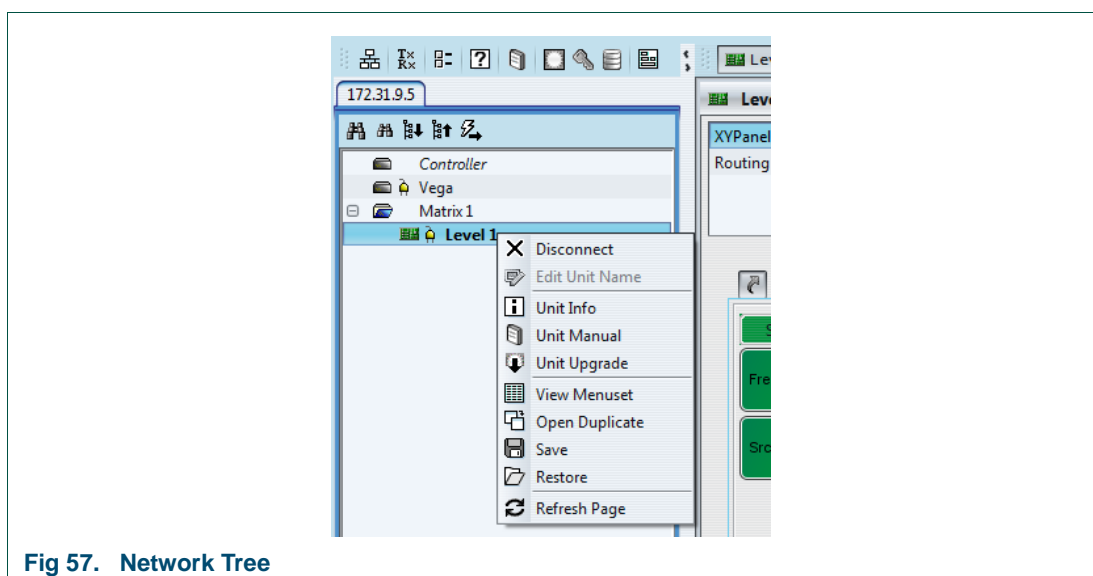 Tx
Rx
Lev
172.31.9.5
Leve
XYPanel
Controller
Routing
Vega
Matrix 1
Level 1
Disconnect
Edit Unit Name
Unit Info
Unit Manual
Unit Upgrade
View Menuset
Open Duplicate
Save
Restore
Refresh Page
S
Fre
Src
Fig 57. Network Tree